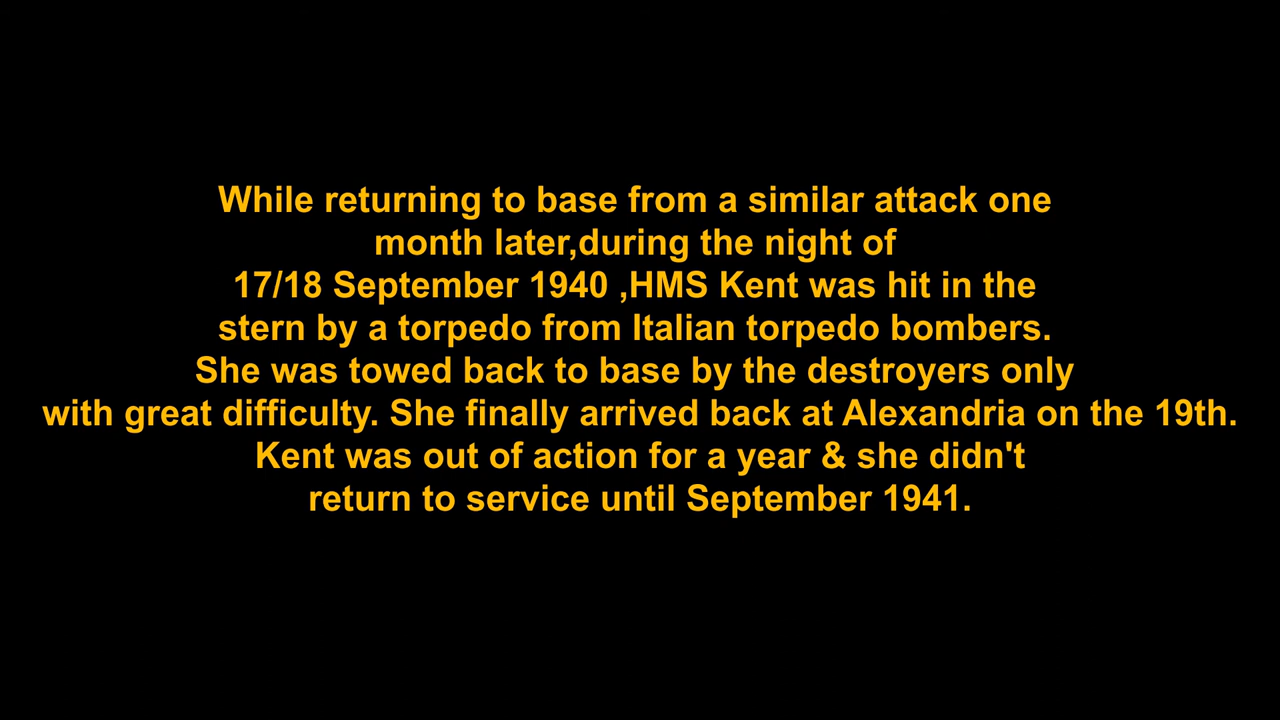 While returning to base from a similar attack one
month later,during the night of
17/18 September 1940 ,HMS Kent was hit in the
stern by a torpedo from Italian torpedo bombers.
She was towed back to base by the destroyers only
with great difficulty. She finally arrived back at Alexandria on the 19th.
Kent was out of action for a year & she didn't
return to service until September 1941.